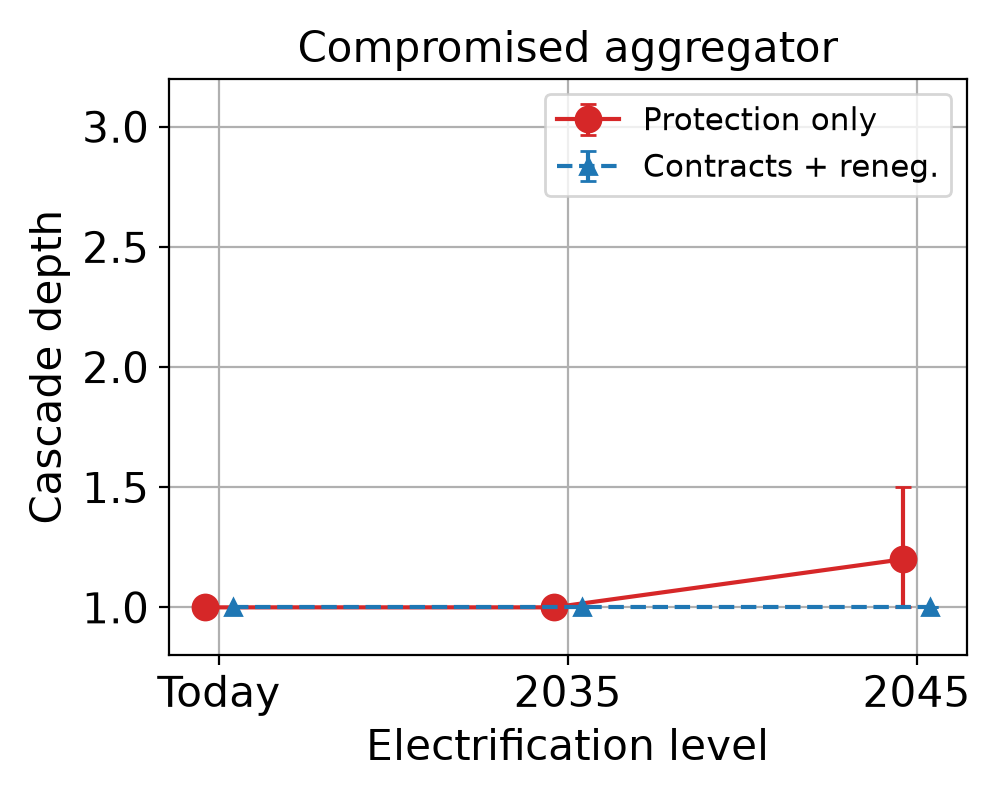 Compromised aggregator
Protection only
Contracts + reneg.
Cascade depth
3.0
2.5
2.0
1.5
1.0
Today
2035
2045
Electrification level